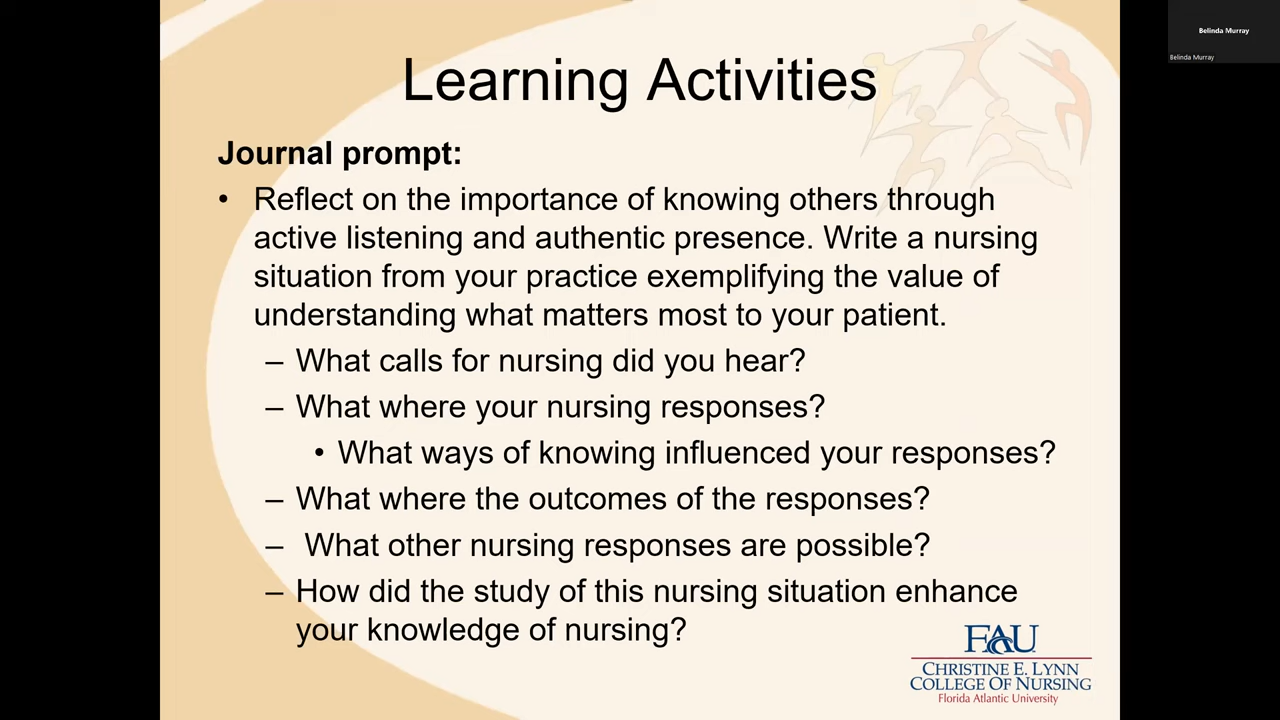 Learning Activities
Journal prompt:
• Reflect on the importance of knowing others through
active listening and authentic presence. Write a nursing
situation from your practice exemplifying the value of
understanding what matters most to your patient.
– What calls for nursing did you hear?
– What where your nursing responses?
• What ways of knowing influenced your responses?
– What where the outcomes of the responses?
– What other nursing responses are possible?
– How did the study of this nursing situation enhance
your knowledge of nursing?
FAU
CHRISTINE E. LYNN
COLLEGE OF NURSING
Florida Atlantic University
Belinda Murray
Belinda Murray